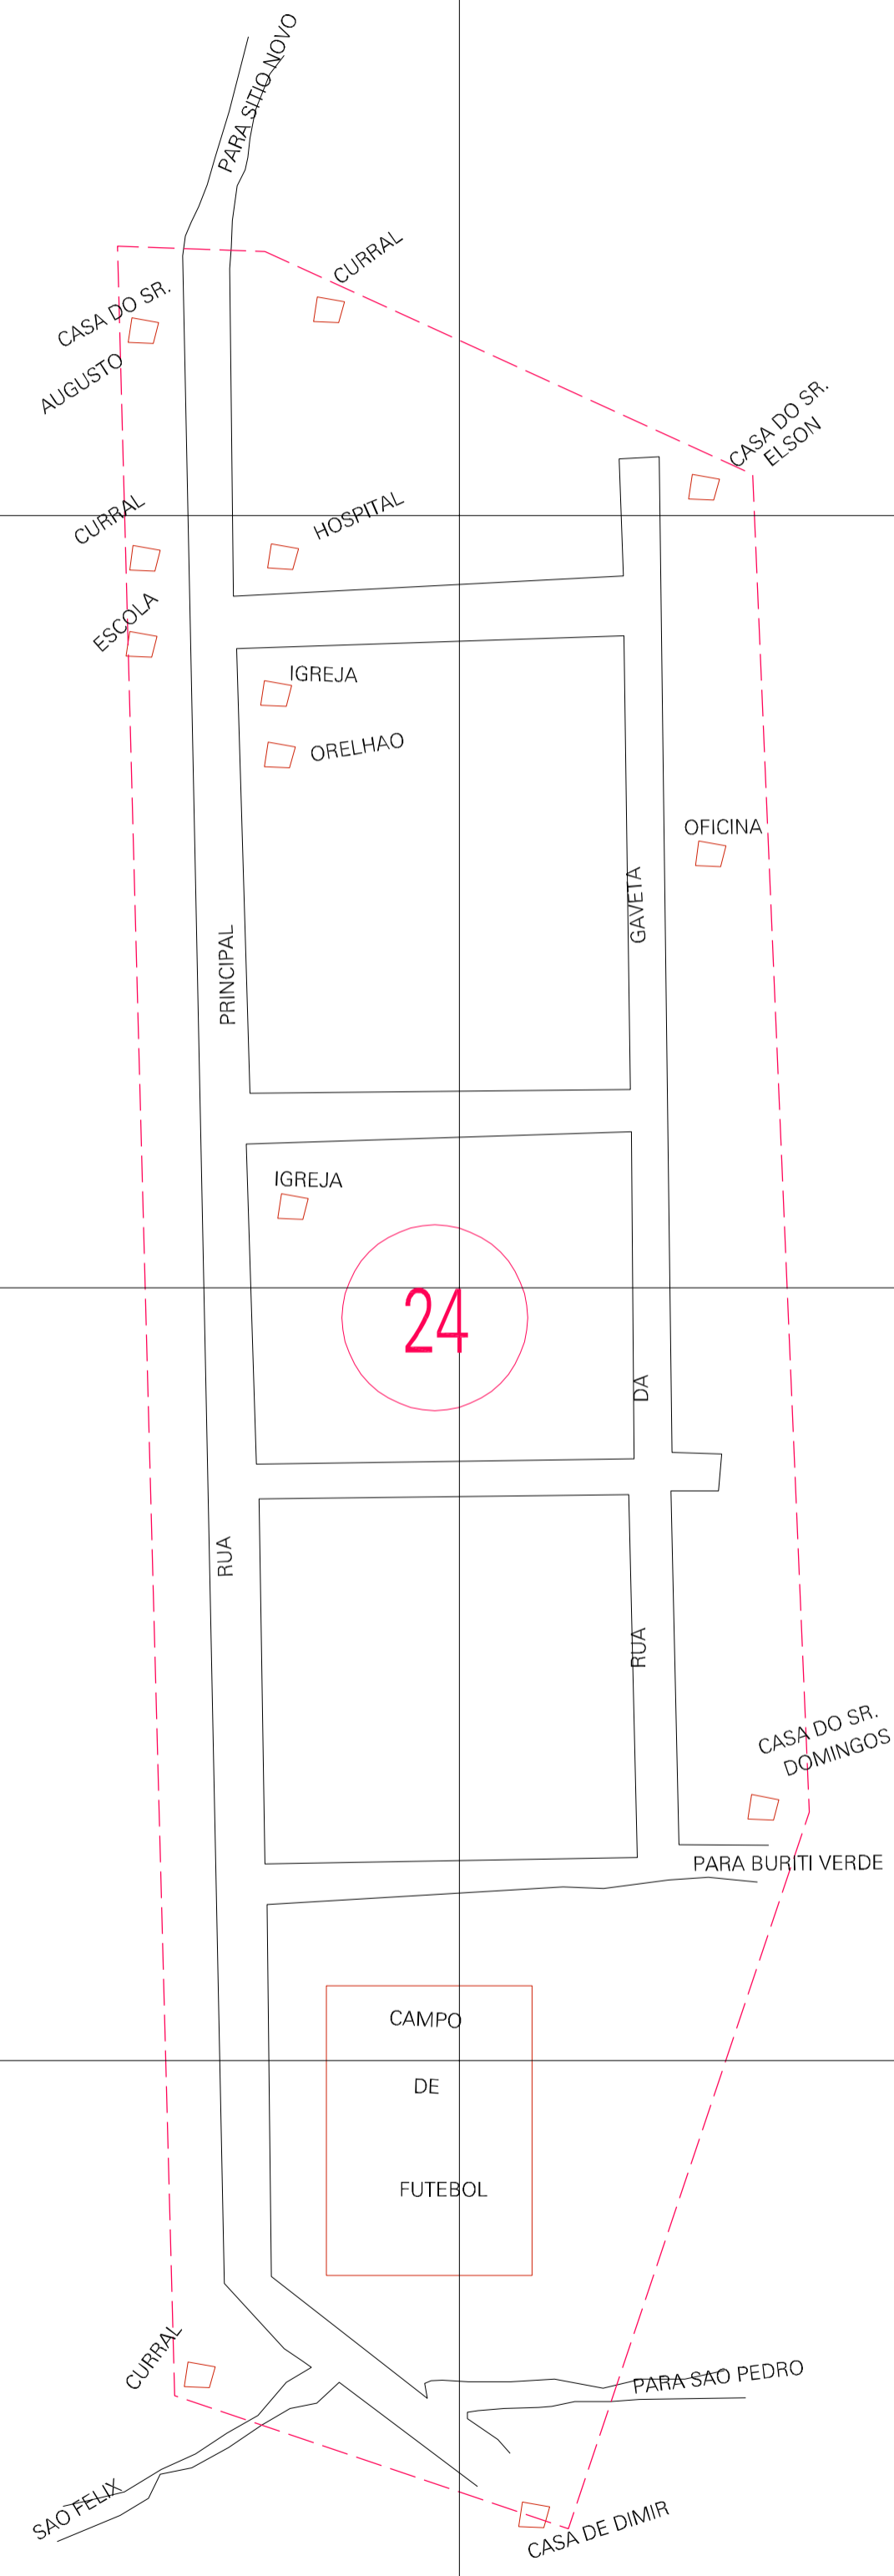 PARA SITIO NOVO
CURRAL
CASA DO SR.
AUGUSTO
CASA DO SR.
ELSON
CURRAL
HOSPITAL
ESCOLA
IGREJA
ORELHAO
OFICINA
GAVETA
PRINCIPAL
IGREJA
24
DA
RUA
RUA
CASA DO SR.
DOMINGOS
PARA BURITI VERDE
CAMPO
DE
FUTEBOL
CURRAL
PARA SAO PEDRO
SAO FELIX
CASA DE DIMIR